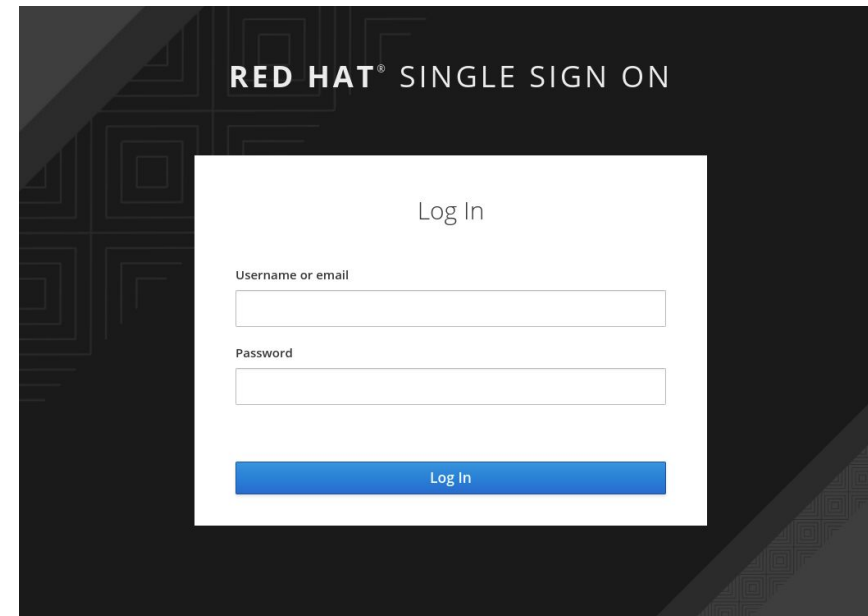 RED HAT® SINGLE SIGN ON
Log In
Username or email
Password
Log In